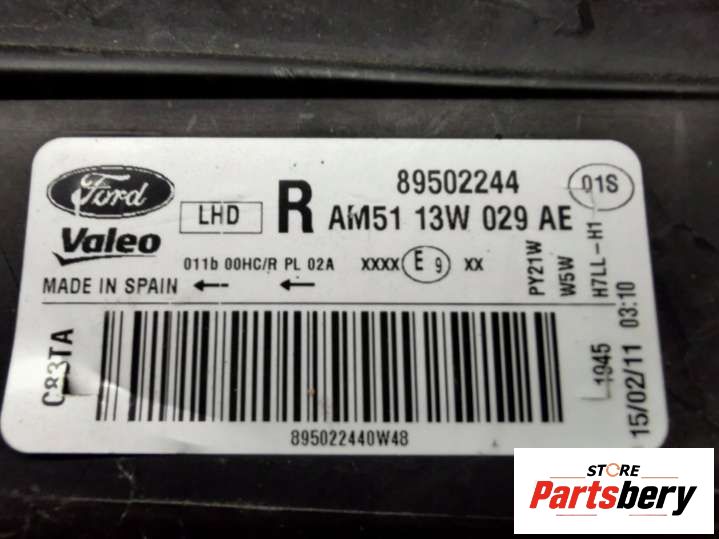 Ford
Valeo
LHD
R
89502244
01S
AM51 13W 029 AE
011b 00HC/R PL 02A
XXXX E 9 XX
MADE IN SPAIN
PY21W
W5W
H7LL-H1
C83TA
895022440W48
1945
15/02/11 03:10
STORE
Partsbery